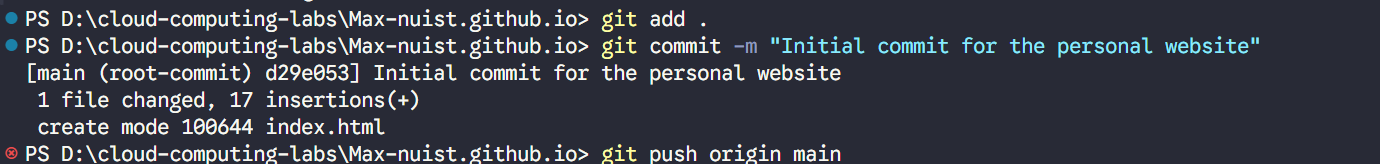 PS D:\cloud-computing-labs\Max-nuist.github.io> git add .
PS D:\cloud-computing-labs\Max-nuist.github.io> git commit -m "Initial commit for the personal website"
[main (root-commit) d29e053] Initial commit for the personal website
 1 file changed, 17 insertions(+)
 create mode 100644 index.html
PS D:\cloud-computing-labs\Max-nuist.github.io> git push origin main